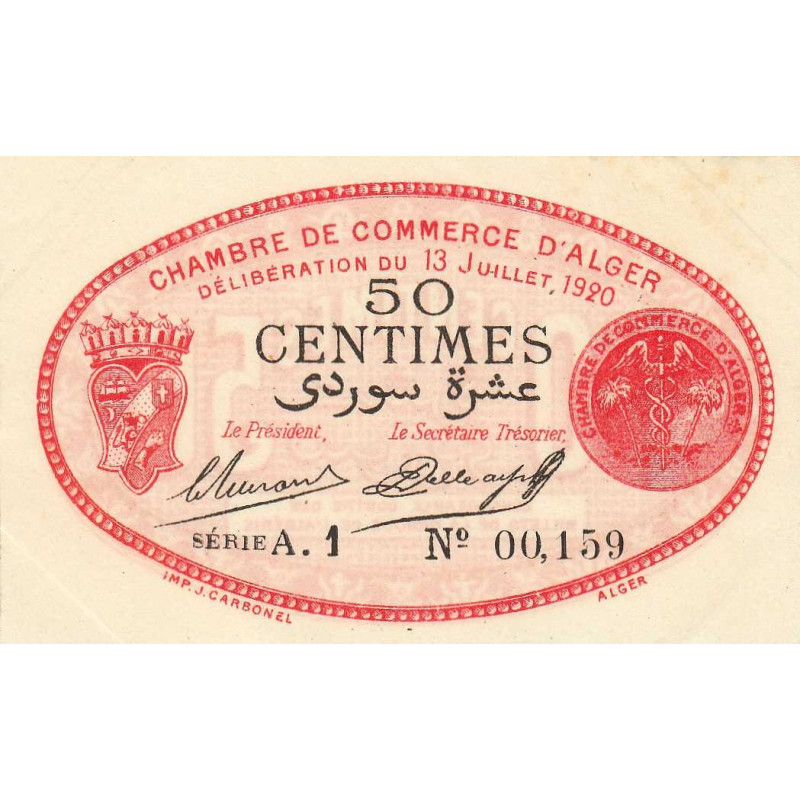 CHAMBRE DE COMMERCE D'ALGER
DÉLIBÉRATION DU 13 JUILLET, 1920
50
CENTIMES
عشرة سوردى
CHAMBRE DE COMMERCE D'ALGER
Le Président,
Le Secrétaire Trésorier,
SÉRIE A. 1
Nº 00,159
IMP. J. CARBONEL
ALGER